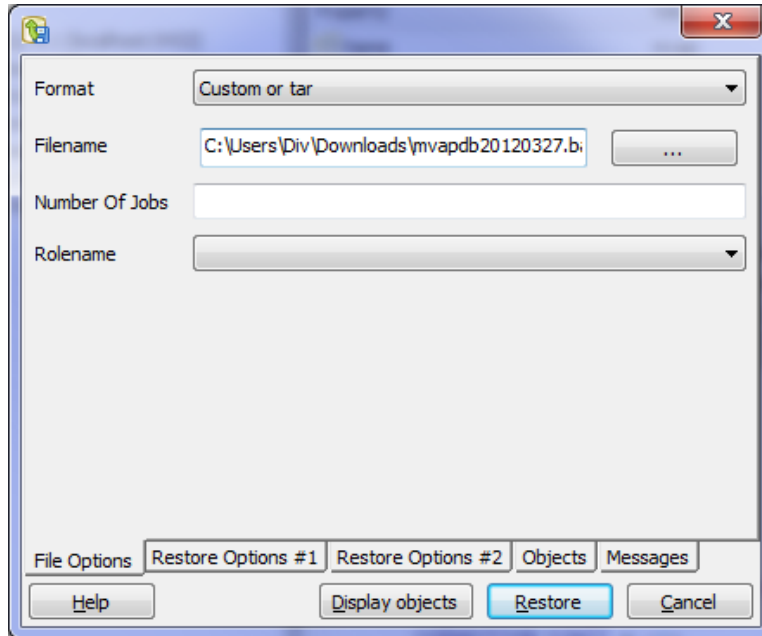 Format Custom or tar
Filename C:\Users\Div\Downloads\mvapdb20120327.ba ...
Number Of Jobs
Rolename
File Options Restore Options #1 Restore Options #2 Objects Messages
Help Display objects Restore Cancel